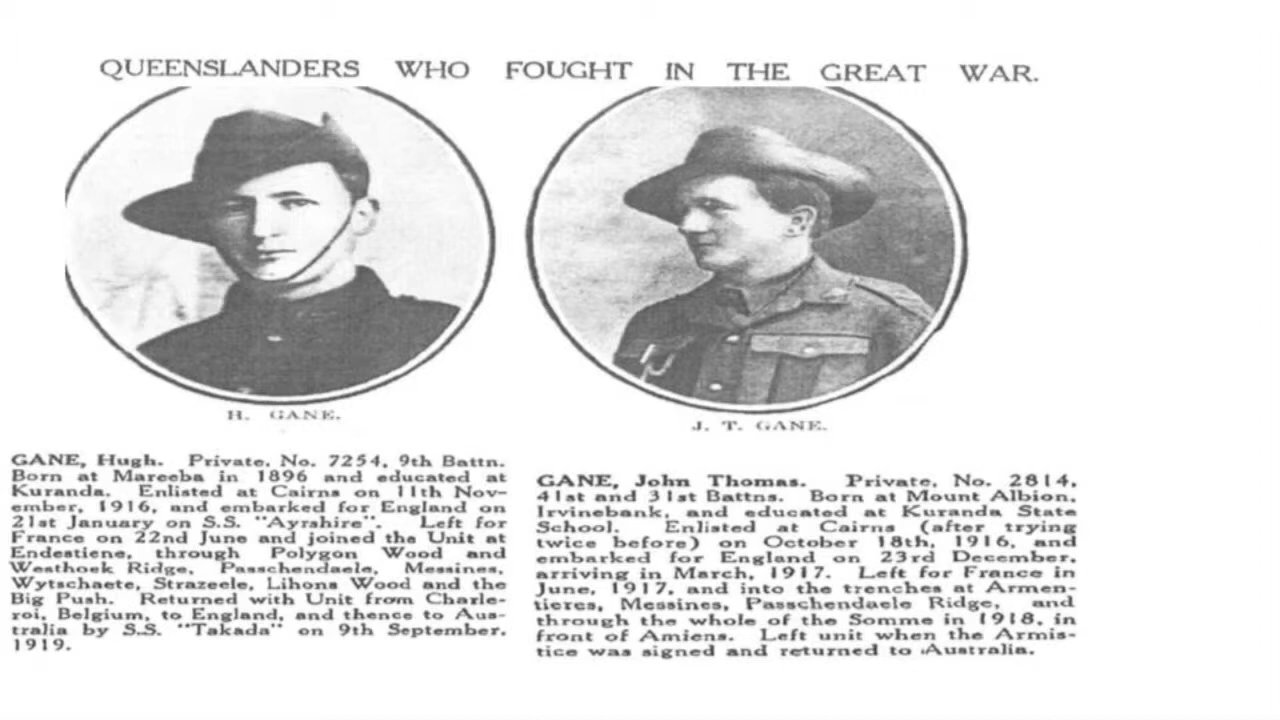 QUEENSLANDERS WHO FOUGHT IN THE GREAT WAR.
H. GANE.
GANE, Hugh. Private, No. 7254, 9th Battn.
Born at Mareeba in 1896 and educated at
Kuranda. Enlisted at Cairns on 11th Nov-
ember, 1916, and embarked for England on
21st January on S.S. "Ayrshire". Left for
France on 22nd June and joined the Unit at
Endestiene, through Polygon Wood and
Westhoek Ridge, Passchendaele, Messines,
Wytschaete, Strazeele, Lihons Wood and the
Big Push. Returned with Unit from Charle-
roi, Belgium, to England, and thence to Aus-
tralia by S.S. "Takada" on 9th September,
1919.
J. T. GANE.
GANE, John Thomas. Private, No. 2814,
41st and 31st Battns. Born at Mount Albion,
Irvinebank, and educated at Kuranda State
School. Enlisted at Cairns (after trying
twice before) on October 18th, 1916, and
embarked for England on 23rd December,
arriving in March, 1917. Left for France in
June, 1917, and into the trenches at Armen-
tieres, Messines, Passchendaele Ridge, and
through the whole of the Somme in 1918, in
front of Amiens. Left unit when the Armis-
tice was signed and returned to Australia.